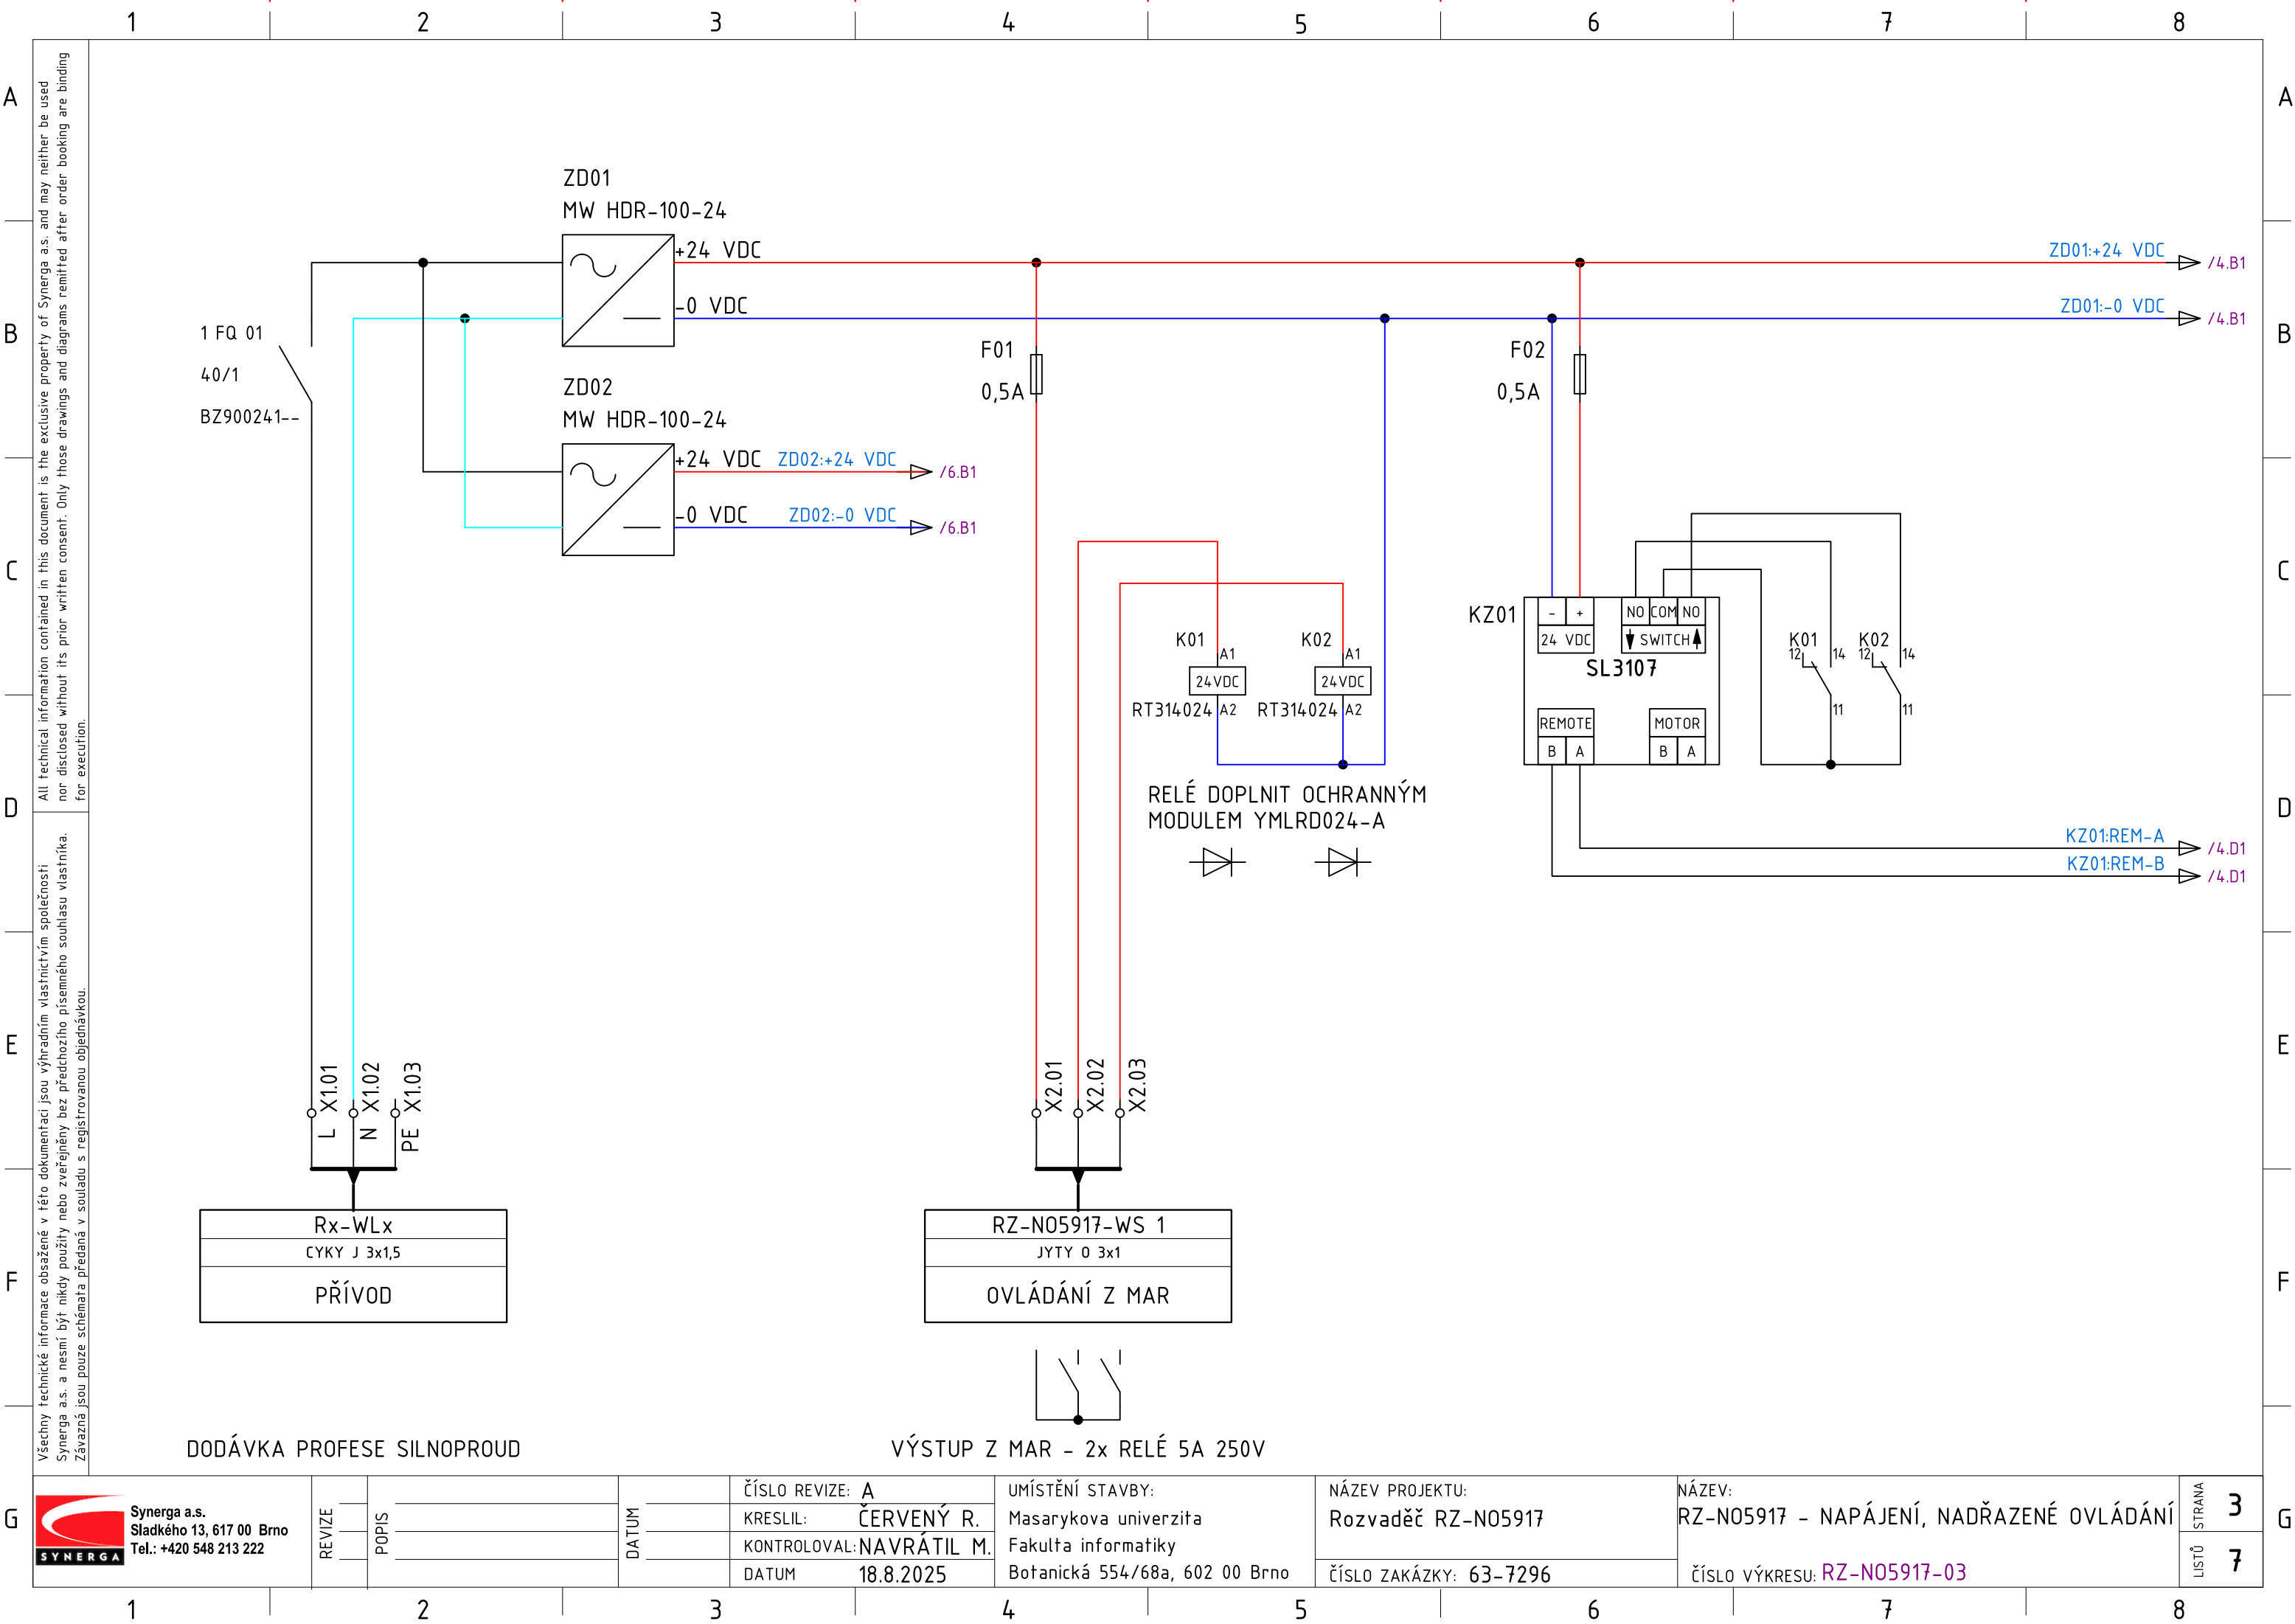 1 2 3 4 5 6 7 8
A A
B B
C C
D D
E E
F F
G G
All technical information contained in this document is the exclusive property of Synerga a.s. and may neither be used
nor disclosed without its prior written consent. Only those drawings and diagrams remitted after order booking are binding
for execution.
Všechny technické informace obsažené v této dokumentaci jsou výhradním vlastnictvím společnosti
Synerga a.s. a nesmí být nikdy použity nebo zveřejněny bez předchozího písemného souhlasu vlastníka.
Závazná jsou pouze schémata předaná v souladu s registrovanou objednávkou.
1 FQ 01
40/1
BZ900241--
ZD01
MW HDR-100-24
+24 VDC
-0 VDC
ZD02
MW HDR-100-24
+24 VDC
ZD02:+24 VDC
/6.B1
-0 VDC
ZD02:-0 VDC
/6.B1
ZD01:+24 VDC
/4.B1
ZD01:-0 VDC
/4.B1
F01
0,5A
F02
0,5A
K01
A1
24VDC
RT314024
A2
K02
A1
24VDC
RT314024
A2
RELÉ DOPLNIT OCHRANNÝM
MODULEM YMLRD024-A
KZ01
- +
24 VDC
NO COM NO
SWITCH
SL3107
REMOTE
B A
MOTOR
B A
K01
12 14
11
K02
12 14
11
KZ01:REM-A
/4.D1
KZ01:REM-B
/4.D1
X1.01
X1.02
X1.03
L
N
PE
Rx-WLx
CYKY J 3x1,5
PŘÍVOD
X2.01
X2.02
X2.03
RZ-NO5917-WS 1
JYTY O 3x1
OVLÁDÁNÍ Z MAR
DODÁVKA PROFESE SILNOPROUD
VÝSTUP Z MAR - 2x RELÉ 5A 250V
SYNERGA
Synerga a.s.
Sladkého 13, 617 00 Brno
Tel.: +420 548 213 222
REVIZE
POPIS
DATUM
ČÍSLO REVIZE: A
KRESLIL: ČERVENÝ R.
KONTROLOVAL: NAVRÁTIL M.
DATUM 18.8.2025
UMÍSTĚNÍ STAVBY:
Masarykova univerzita
Fakulta informatiky
Botanická 554/68a, 602 00 Brno
NÁZEV PROJEKTU:
Rozvaděč RZ-NO5917
ČÍSLO ZAKÁZKY: 63-7296
NÁZEV:
RZ-NO5917 - NAPÁJENÍ, NADŘAZENÉ OVLÁDÁNÍ
ČÍSLO VÝKRESU: RZ-NO5917-03
STRANA 3
LISTŮ 7
1 2 3 4 5 6 7 8